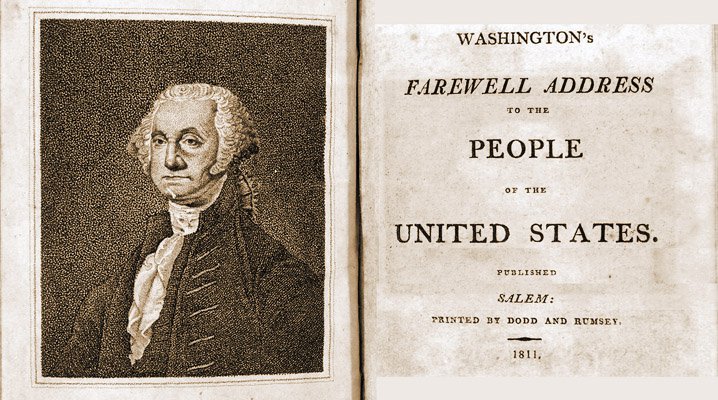 WASHINGTON's
FAREWELL ADDRESS
TO THE
PEOPLE
OF THE
UNITED STATES.
PUBLISHED
SALEM:
PRINTED BY DODD AND RUMSEY.
1811.